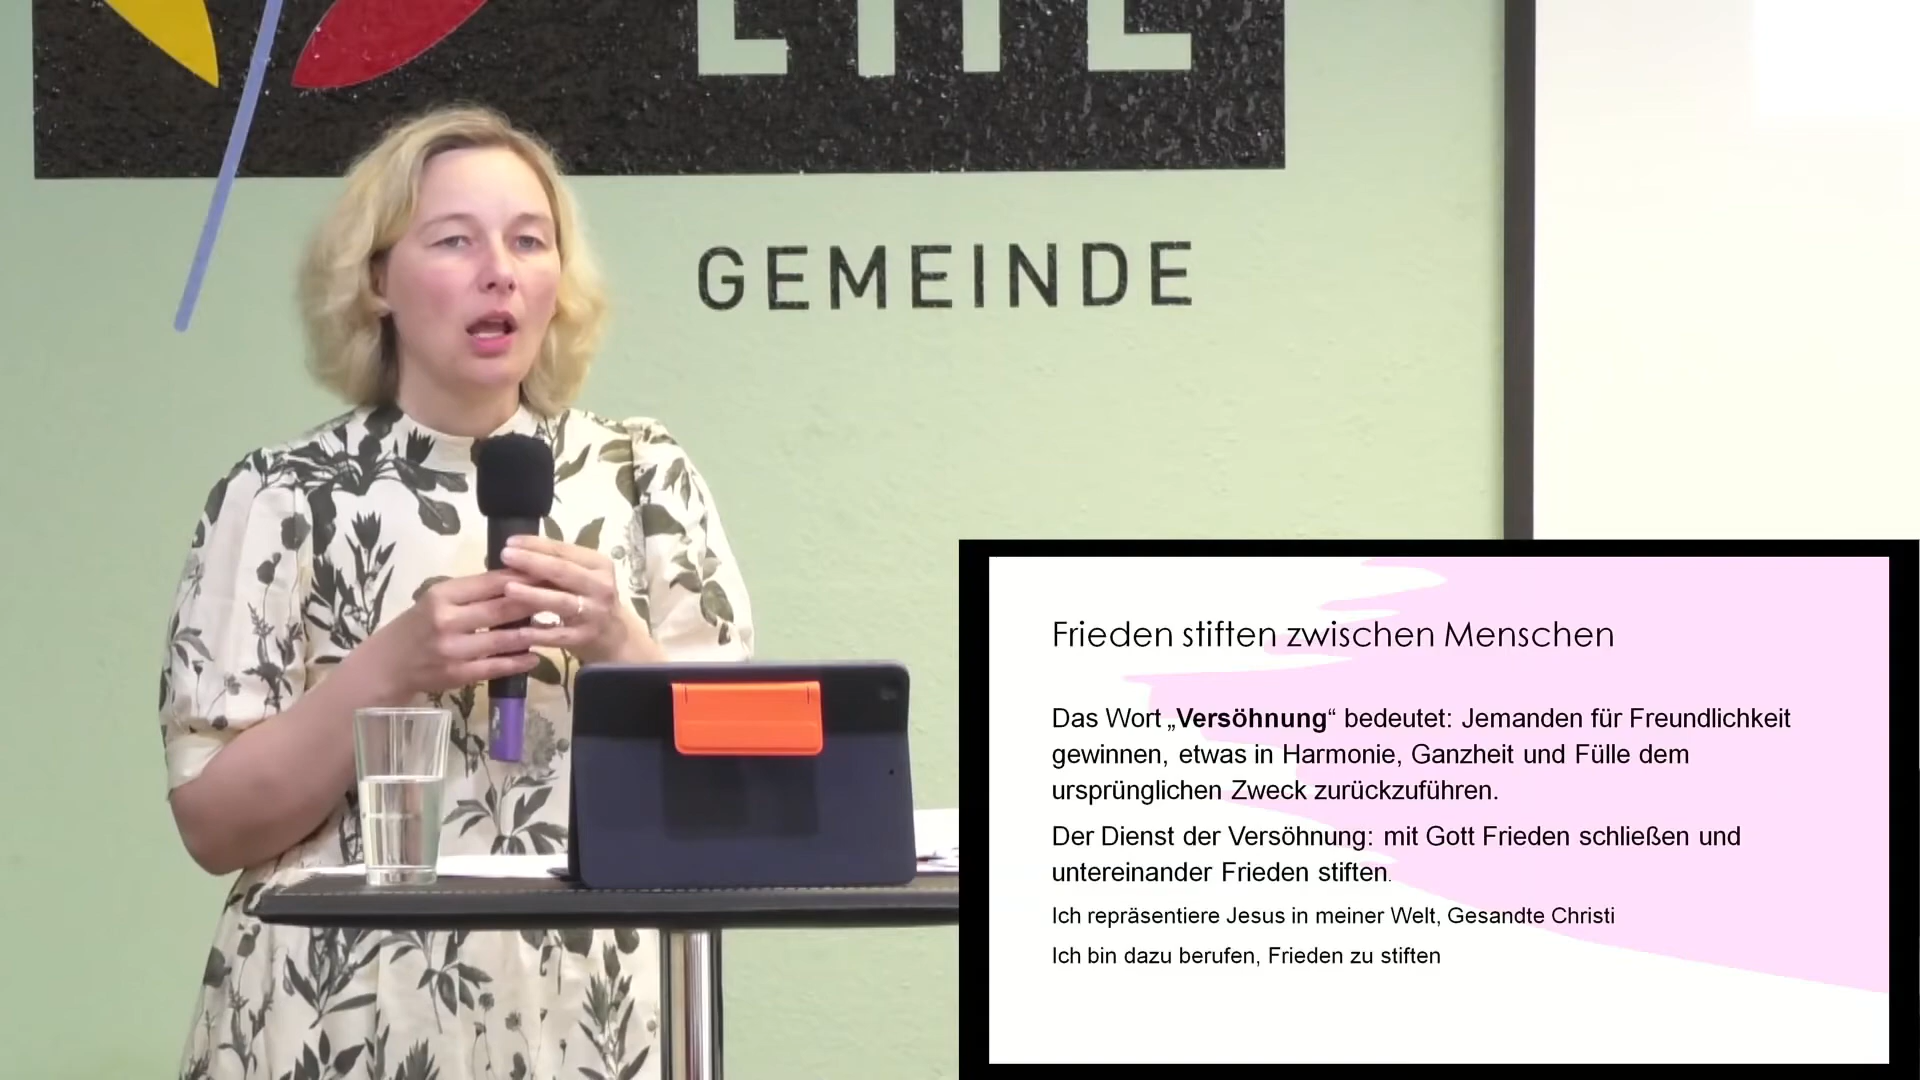 GEMEINDE
Frieden stiften zwischen Menschen
Das Wort „Versöhnung“ bedeutet: Jemanden für Freundlichkeit
gewinnen, etwas in Harmonie, Ganzheit und Fülle dem
ursprünglichen Zweck zurückzuführen.
Der Dienst der Versöhnung: mit Gott Frieden schließen und
untereinander Frieden stiften.
Ich repräsentiere Jesus in meiner Welt, Gesandte Christi
Ich bin dazu berufen, Frieden zu stiften